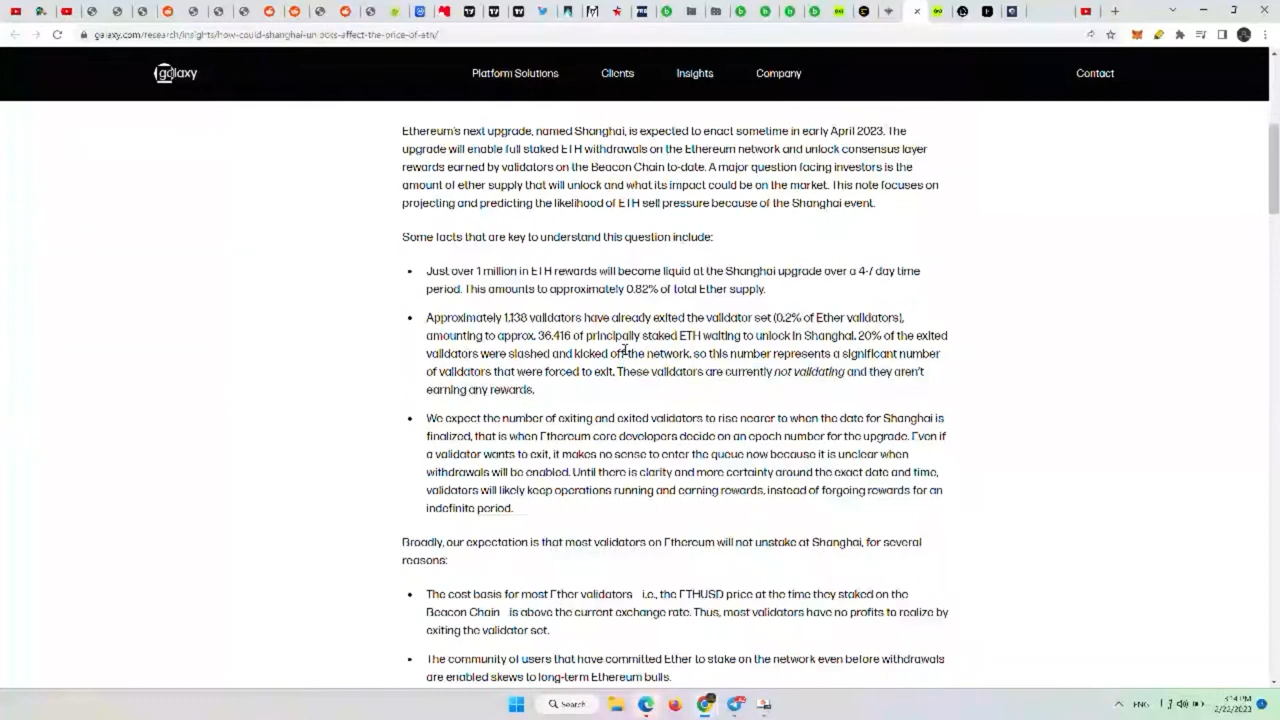 galaxy.com/research/insights/how-could-shanghai-unlocks-affect-the-price-of-eth/
galaxy
Platform Solutions
Clients
Insights
Company
Contact
Ethereum's next upgrade, named Shanghai, is expected to enact sometime in early April 2023. The
upgrade will enable full staked ETH withdrawals on the Ethereum network and unlock consensus layer
rewards earned by validators on the Beacon Chain to-date. A major question facing investors is the
amount of ether supply that will unlock and what its impact could be on the market. This note focuses on
projecting and predicting the likelihood of ETH sell pressure because of the Shanghai event.
Some facts that are key to understand this question include:
• Just over 1 million in ETH rewards will become liquid at the Shanghai upgrade over a 4-7 day time
period. This amounts to approximately 0.82% of total Ether supply.
• Approximately 1,138 validators have already exited the validator set (0.2% of Ether validators),
amounting to approx. 36,416 of principally staked ETH waiting to unlock in Shanghai. 20% of the exited
validators were slashed and kicked off the network, so this number represents a significant number
of validators that were forced to exit. These validators are currently not validating and they aren't
earning any rewards.
• We expect the number of exiting and exited validators to rise nearer to when the date for Shanghai is
finalized, that is when Ethereum core developers decide on an epoch number for the upgrade. Even if
a validator wants to exit, it makes no sense to enter the queue now because it is unclear when
withdrawals will be enabled. Until there is clarity and more certainty around the exact date and time,
validators will likely keep operations running and earning rewards, instead of forgoing rewards for an
indefinite period.
Broadly, our expectation is that most validators on Ethereum will not unstake at Shanghai, for several
reasons:
• The cost basis for most Ether validators – i.e., the ETHUSD price at the time they staked on the
Beacon Chain – is above the current exchange rate. Thus, most validators have no profits to realize by
exiting the validator set.
• The community of users that have committed Ether to stake on the network even before withdrawals
are enabled skews to long-term Ethereum bulls.
Search
ENG
3:14 PM
2/22/2023